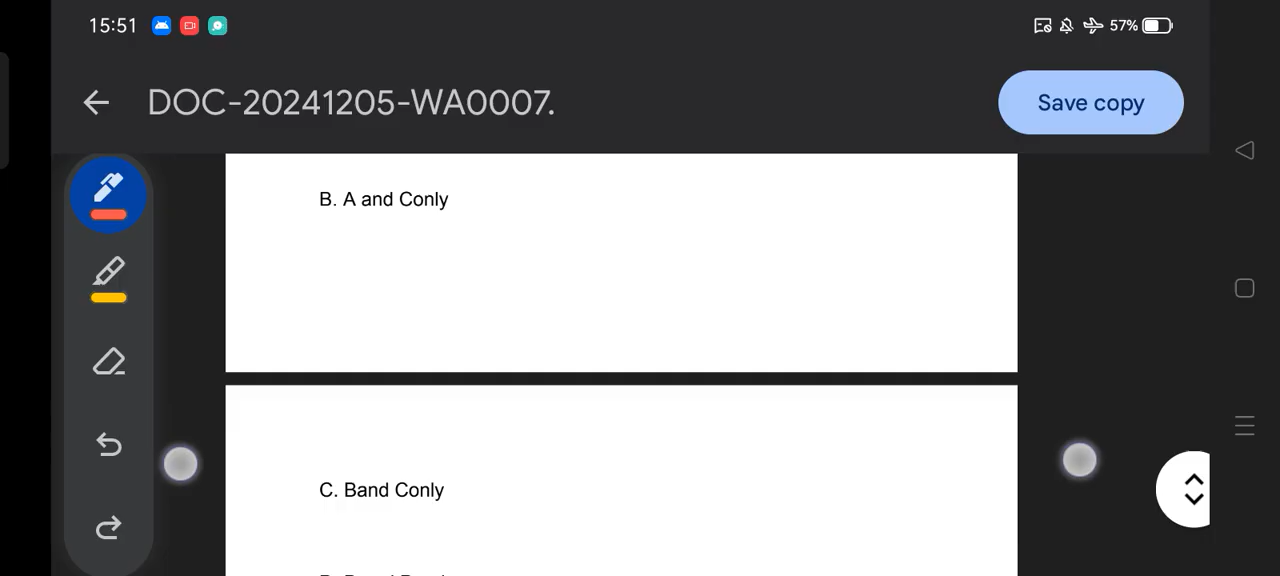 15:51
57%
DOC-20241205-WA0007.
Save copy
B. A and Conly
C. Band Conly